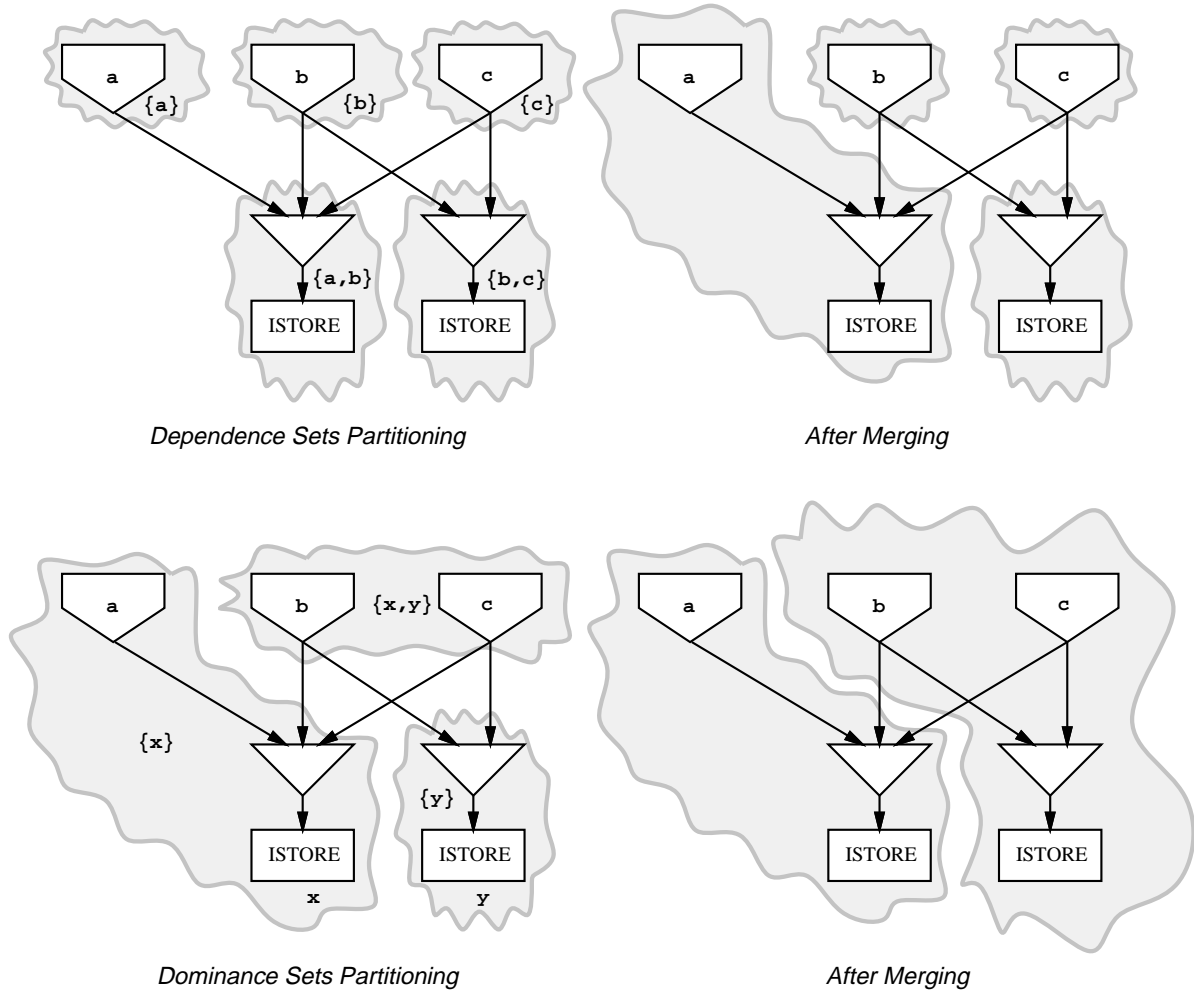 a
b
c
{a}
{b}
{c}
{a,b}
{b,c}
ISTORE
ISTORE
Dependence Sets Partitioning
a
b
c
ISTORE
ISTORE
After Merging
a
b
{x,y}
c
{x}
{y}
ISTORE
ISTORE
x
y
Dominance Sets Partitioning
a
b
c
ISTORE
ISTORE
After Merging